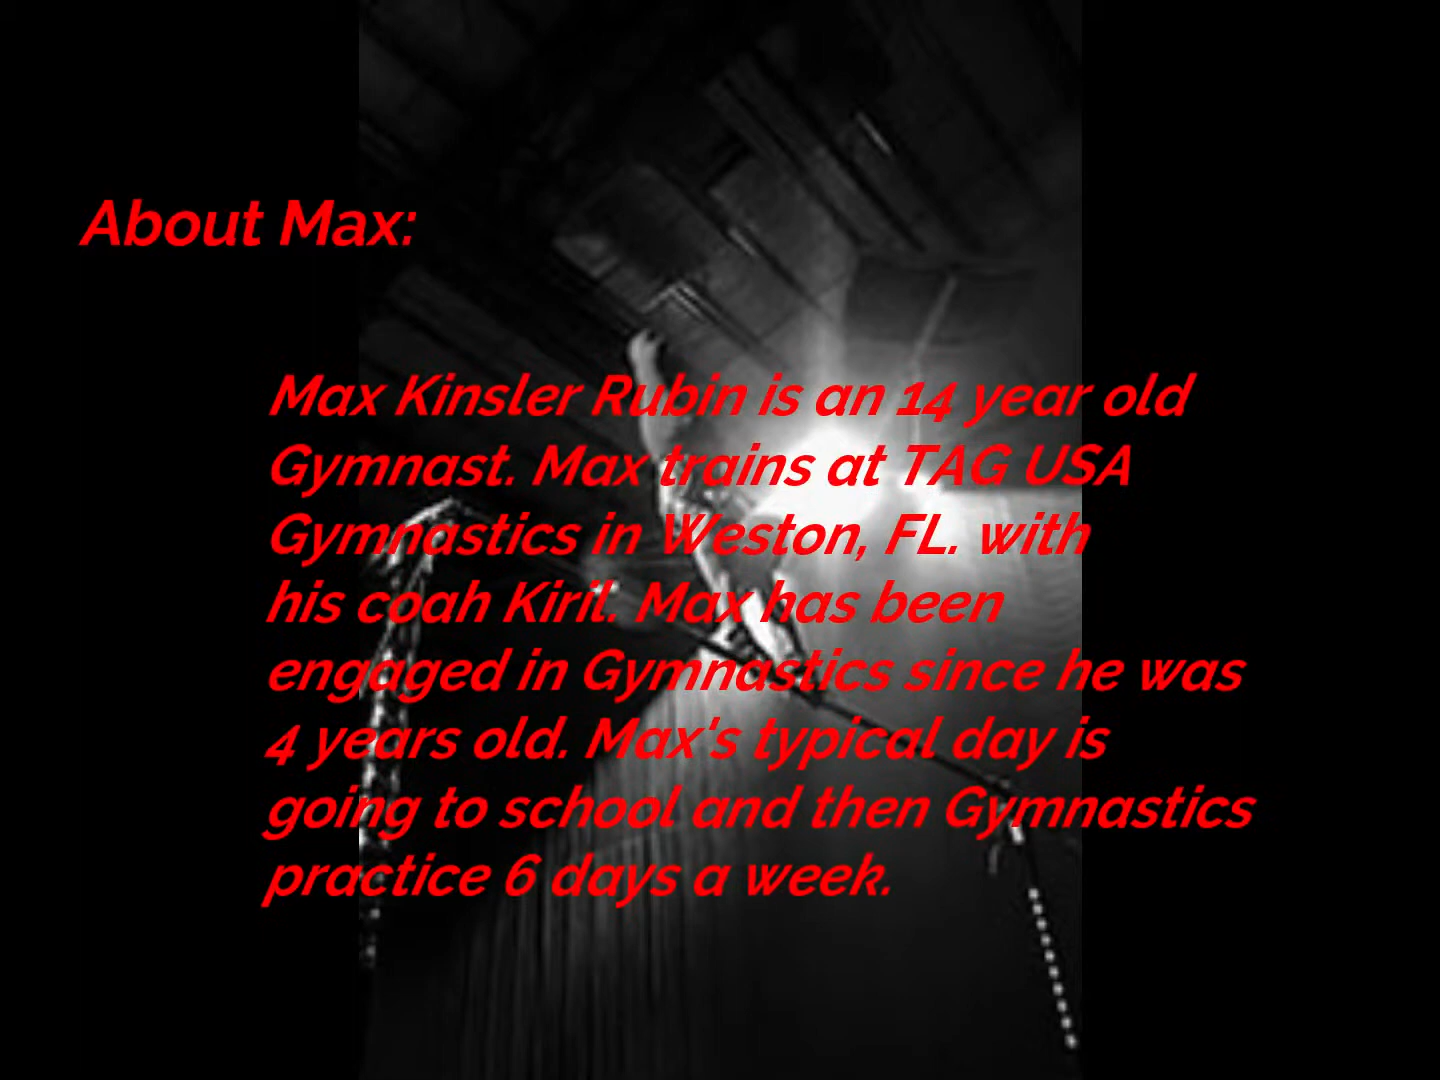 About Max:
Max Kinsler Rubin is an 14 year old
Gymnast. Max trains at TAG USA
Gymnastics in Weston, FL. with
his coah Kiril. Max has been
engaged in Gymnastics since he was
4 years old. Max's typical day is
going to school and then Gymnastics
practice 6 days a week.